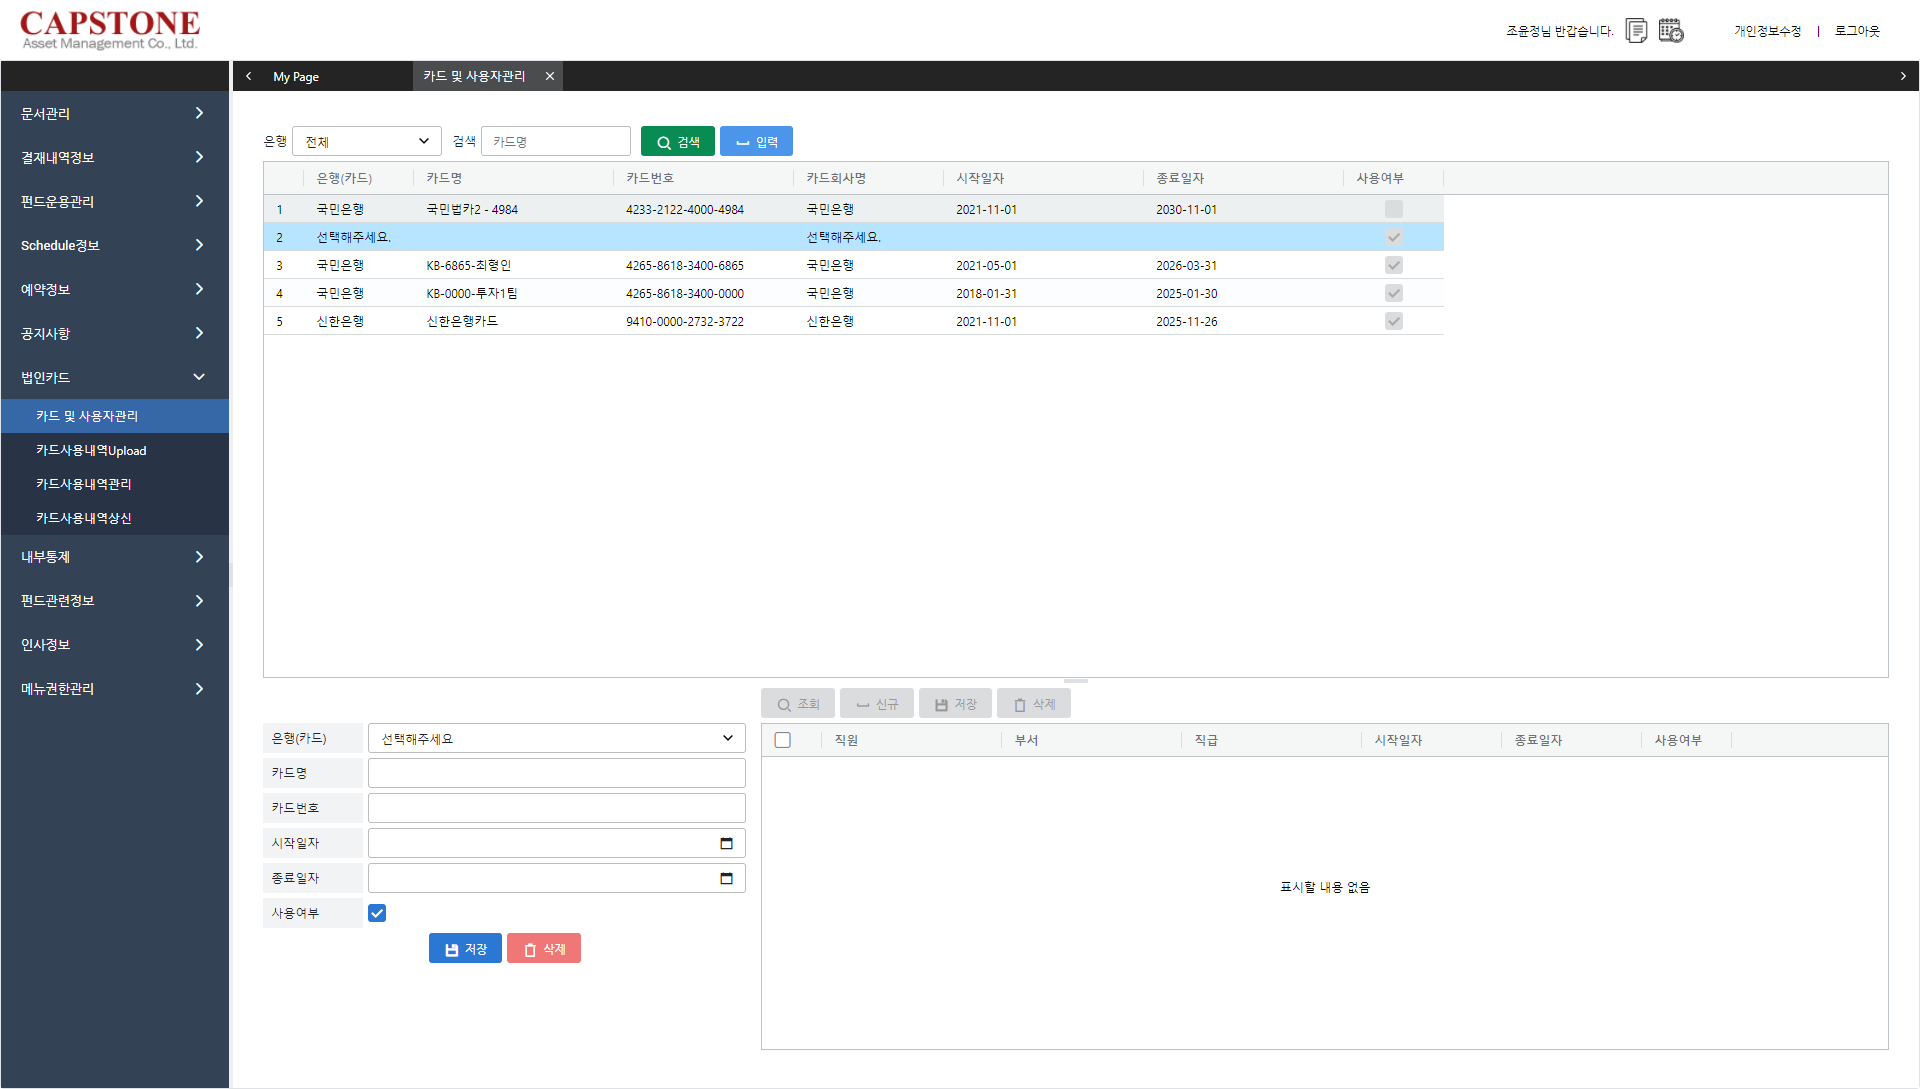 CAPSTONE
Asset Management Co., Ltd.
조윤정님 반갑습니다.
개인정보수정 | 로그아웃
My Page
카드 및 사용자관리
문서관리
결재내역정보
펀드운용관리
Schedule정보
예약정보
공지사항
법인카드
카드 및 사용자관리
카드사용내역Upload
카드사용내역관리
카드사용내역상신
내부통제
펀드관련정보
인사정보
메뉴권한관리
은행 전체 검색 카드명 검색 입력
은행(카드) 카드명 카드번호 카드회사명 시작일자 종료일자 사용여부
1 국민은행 국민법카2 - 4984 4233-2122-4000-4984 국민은행 2021-11-01 2030-11-01
2 선택해주세요. 선택해주세요.
3 국민은행 KB-6865-최형인 4265-8618-3400-6865 국민은행 2021-05-01 2026-03-31
4 국민은행 KB-0000-투자1팀 4265-8618-3400-0000 국민은행 2018-01-31 2025-01-30
5 신한은행 신한은행카드 9410-0000-2732-3722 신한은행 2021-11-01 2025-11-26
조회 신규 저장 삭제
은행(카드) 선택해주세요
카드명
카드번호
시작일자
종료일자
사용여부
저장 삭제
직원 부서 직급 시작일자 종료일자 사용여부
표시할 내용 없음